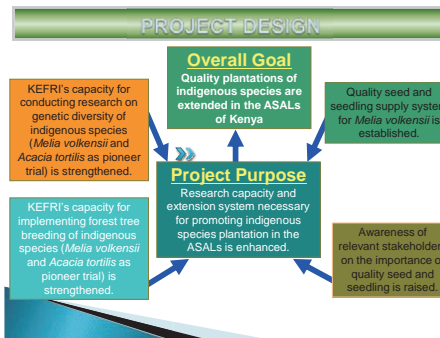 PROJECT DESIGN
Overall Goal
Quality plantations of
indigenous species are
extended in the ASALs
of Kenya
KEFRI's capacity for
conducting research on
genetic diversity of
indigenous species
(Melia volkensii and
Acacia tortilis as pioneer
trial) is strengthened.
Quality seed and
seedling supply system
for Melia volkensii is
established.
Project Purpose
Research capacity and
extension system necessary
for promoting indigenous
species plantation in the
ASALs is enhanced.
KEFRI's capacity for
implementing forest tree
breeding of indigenous
species (Melia volkensii
and Acacia tortilis as
pioneer trial) is
strengthened.
Awareness of
relevant stakeholder
on the importance o
quality seed and
seedling is raised.